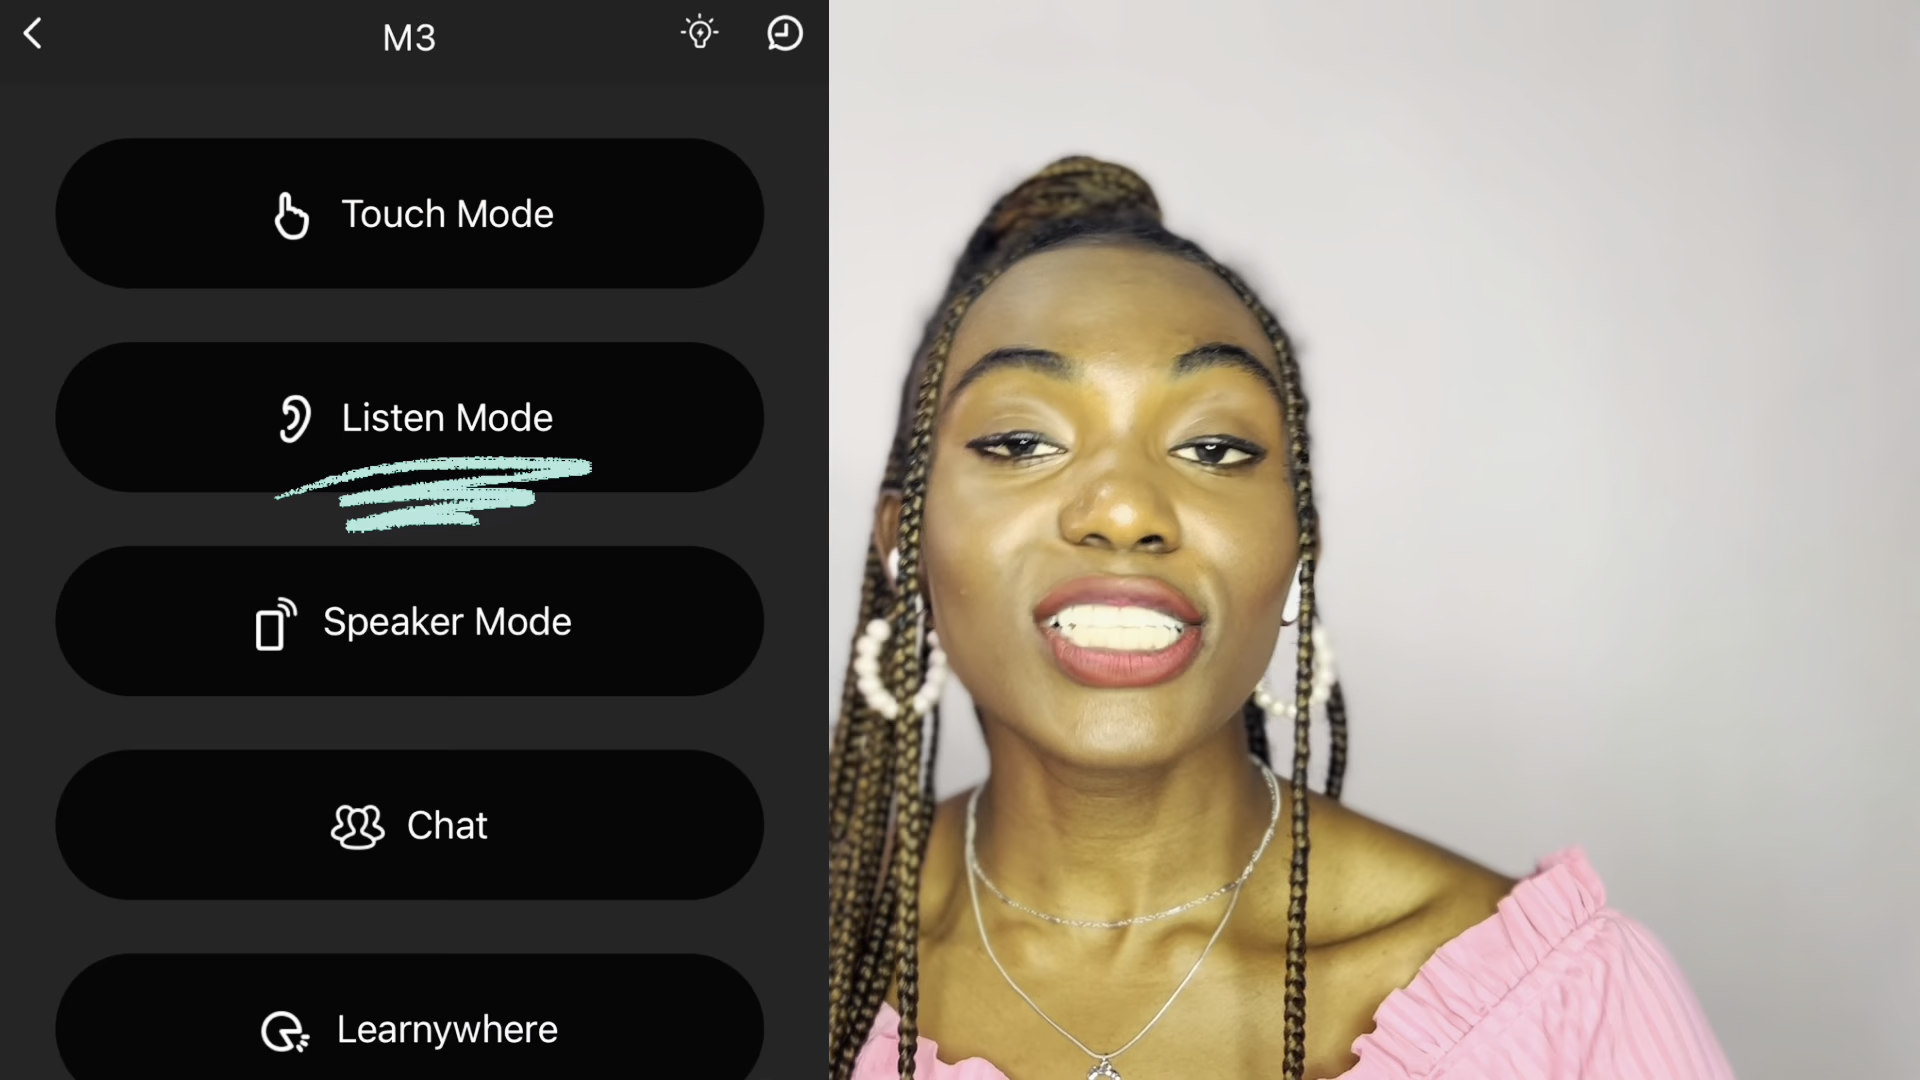 M3
Touch Mode
Listen Mode
Speaker Mode
Chat
Learnywhere